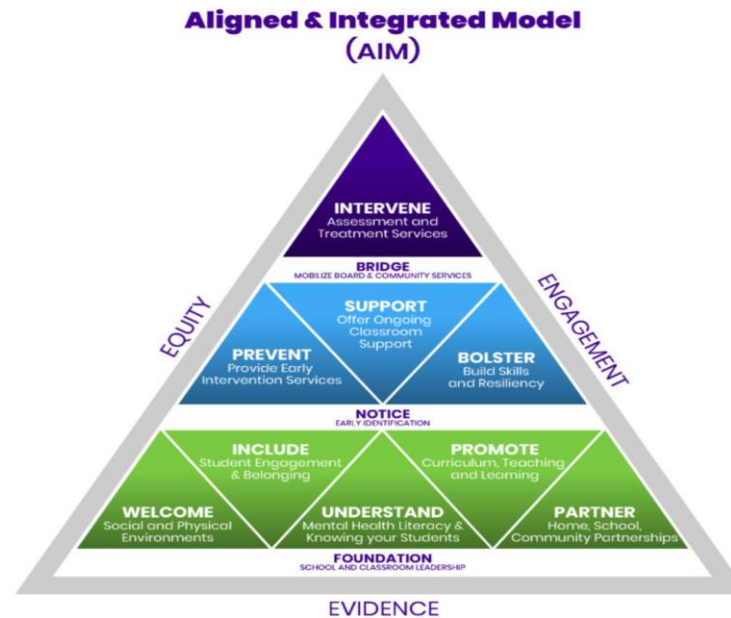 Aligned & Integrated Model
(AIM)
INTERVENE
Assessment and
Treatment Services
BRIDGE
MOBILIZE BOARD & COMMUNITY SERVICES
EQUITY
ENGAGEMENT
SUPPORT
Offer Ongoing
Classroom
Support
PREVENT
Provide Early
Intervention Services
BOLSTER
Build Skills
and Resiliency
NOTICE
EARLY IDENTIFICATION
INCLUDE
Student Engagement
& Belonging
PROMOTE
Curriculum, Teaching
and Learning
WELCOME
Social and Physical
Environments
UNDERSTAND
Mental Health Literacy &
Knowing your Students
PARTNER
Home, School,
Community Partnerships
FOUNDATION
SCHOOL AND CLASSROOM LEADERSHIP
EVIDENCE